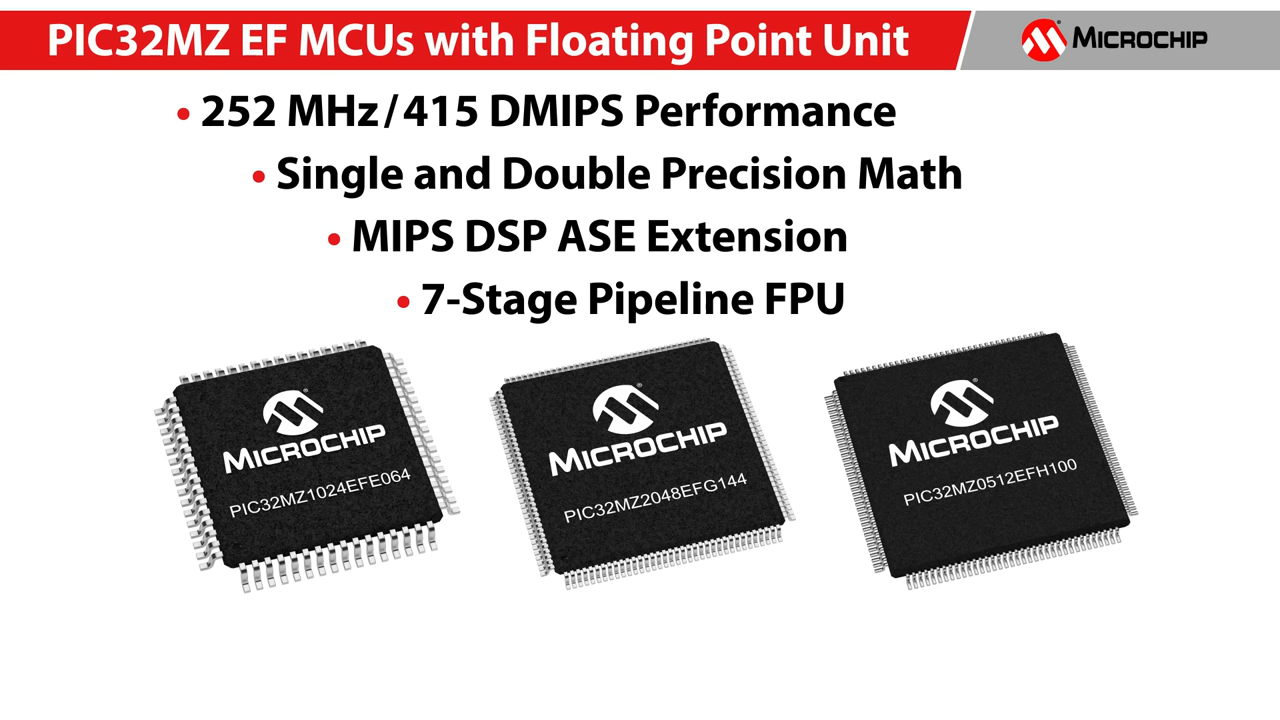 PIC32MZ EF MCUs with Floating Point Unit
MICROCHIP
• 252 MHz/415 DMIPS Performance
• Single and Double Precision Math
• MIPS DSP ASE Extension
• 7-Stage Pipeline FPU
MICROCHIP
PIC32MZ1024EFE064
MICROCHIP
PIC32MZ2048EFG144
MICROCHIP
PIC32MZ0512EFH100